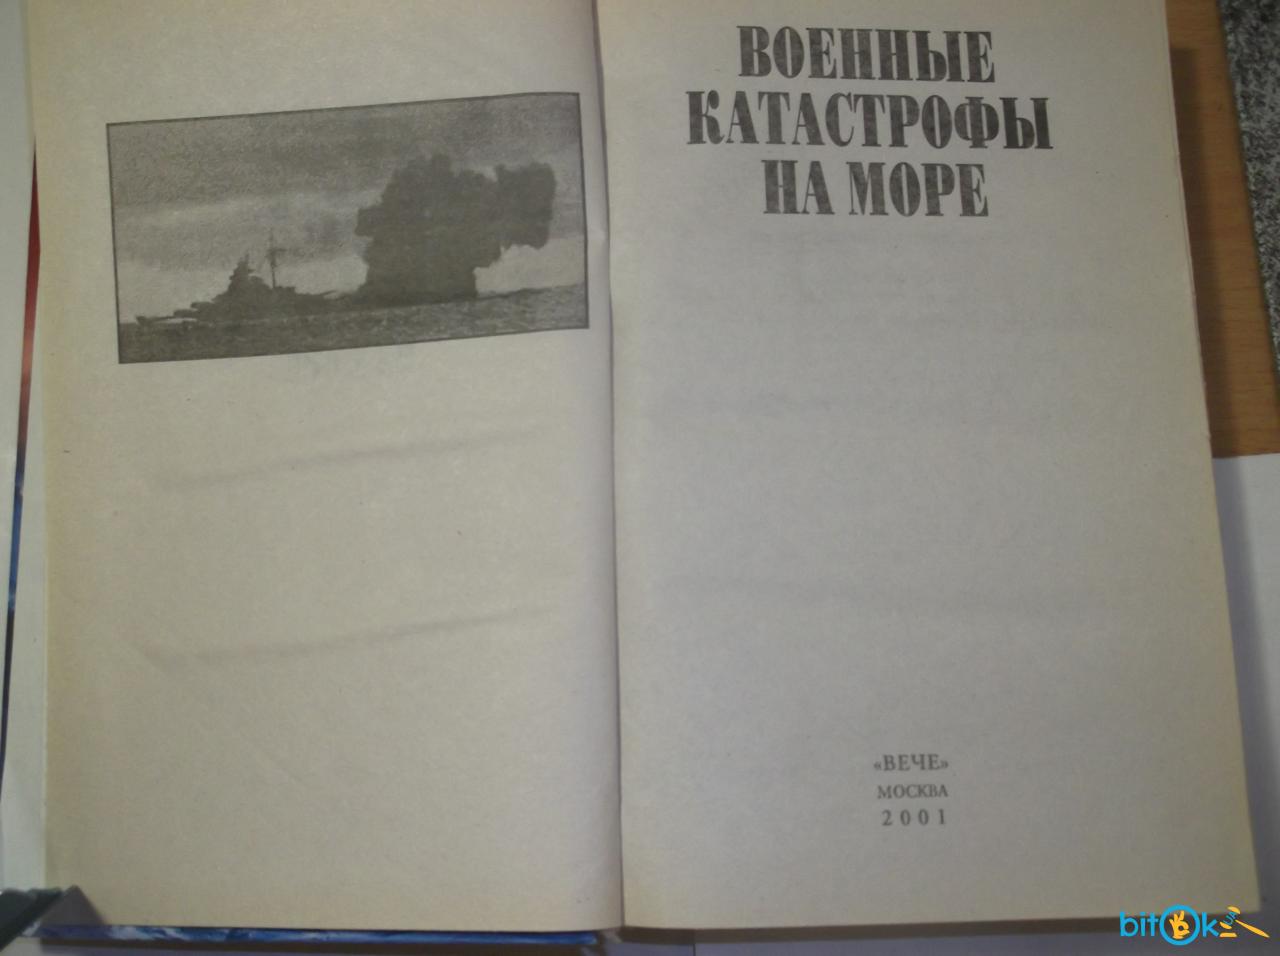 ВОЕННЫЕ
КАТАСТРОФЫ
НА МОРЕ
«ВЕЧЕ»
МОСКВА
2001
bitok